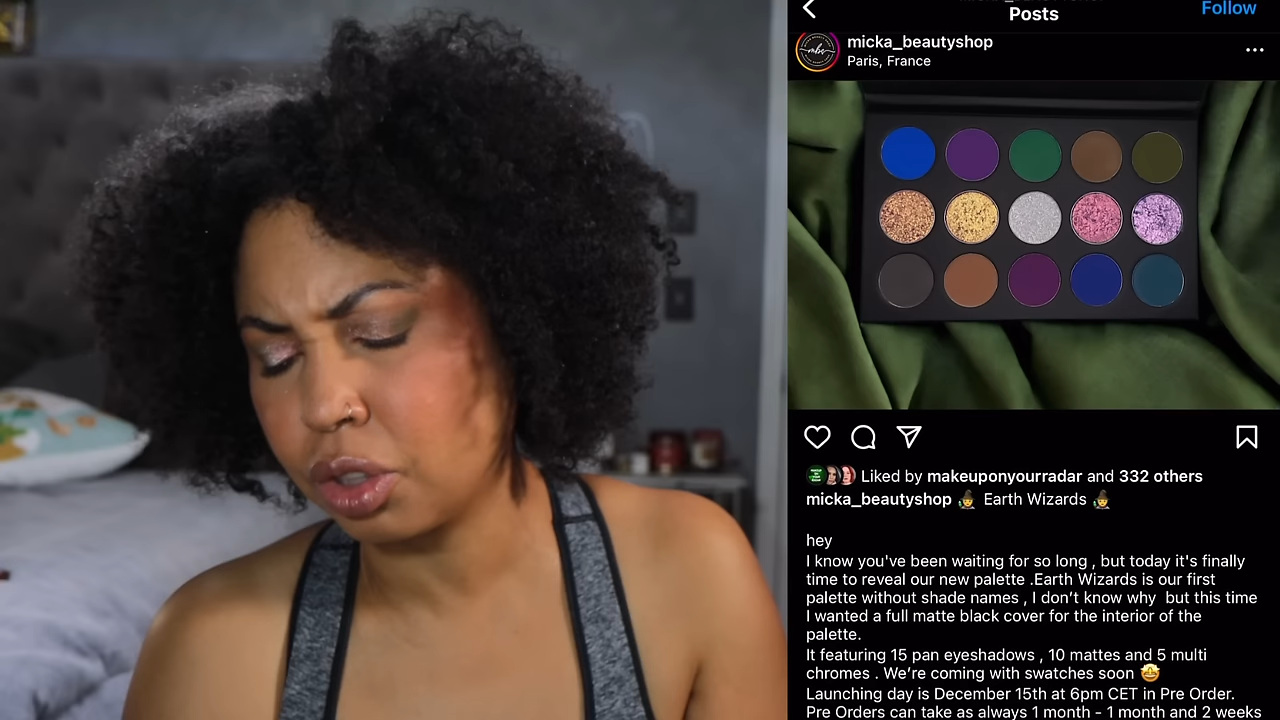 Posts
Follow
micka_beautyshop
Paris, France
mbs
Liked by makeuponyourradar and 332 others
micka_beautyshop 🧙 Earth Wizards 🧙
hey
I know you've been waiting for so long , but today it's finally
time to reveal our new palette .Earth Wizards is our first
palette without shade names , I don't know why  but this time
I wanted a full matte black cover for the interior of the
palette.
It featuring 15 pan eyeshadows , 10 mattes and 5 multi
chromes . We're coming with swatches soon 🤩
Launching day is December 15th at 6pm CET in Pre Order.
Pre Orders can take as always 1 month - 1 month and 2 weeks